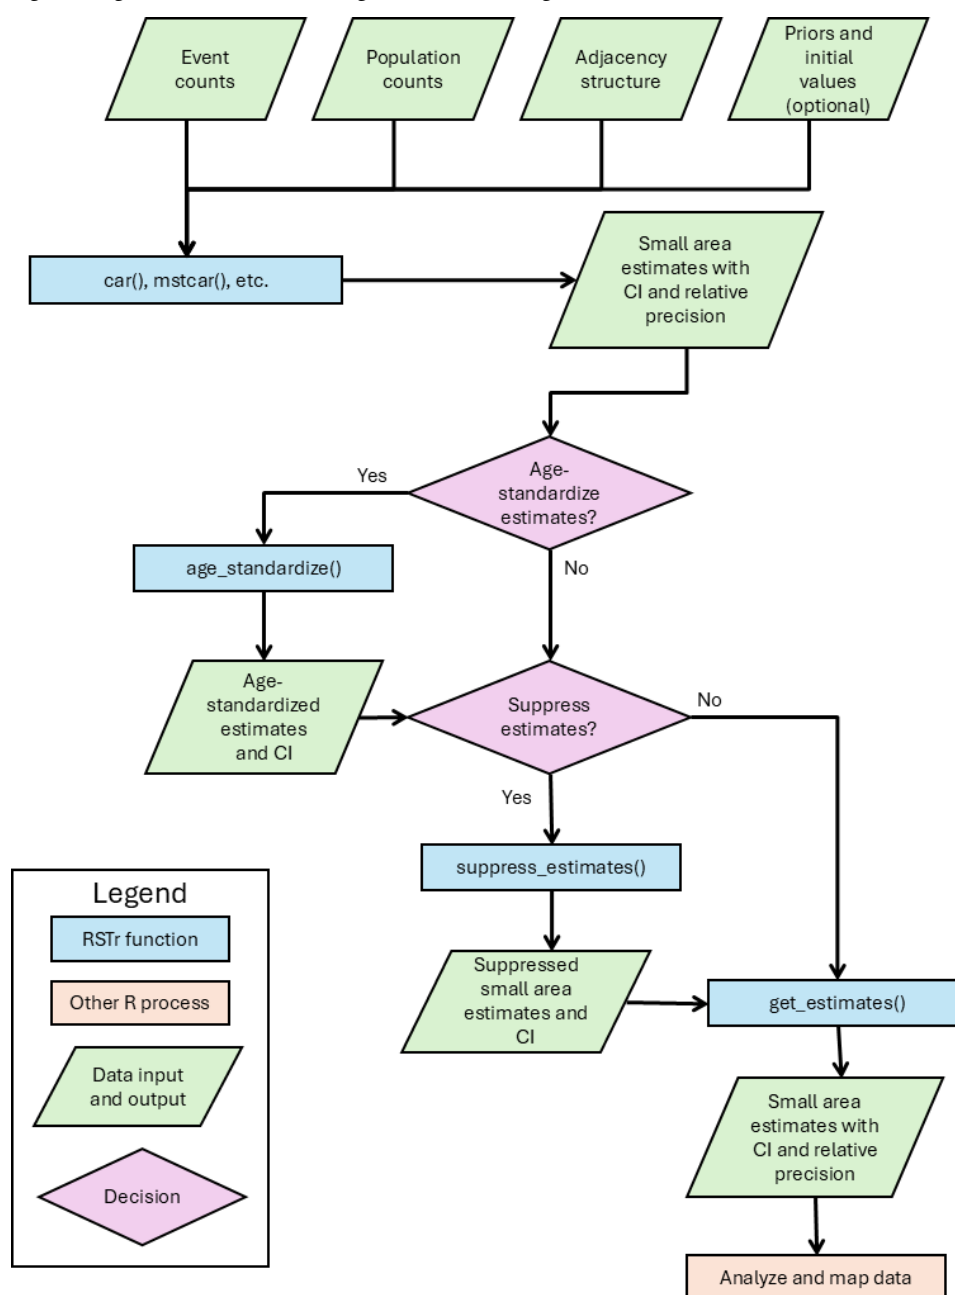 Event
counts
Population
counts
Adjacency
structure
Priors and
initial
values
(optional)
car(), mstcar(), etc.
Small area
estimates with
CI and relative
precision
Age-
standardize
estimates?
Yes
No
age_standardize()
Age-
standardized
estimates
and CI
Suppress
estimates?
No
Yes
suppress_estimates()
Suppressed
small area
estimates and
CI
get_estimates()
Small area
estimates with
CI and relative
precision
Analyze and map data
Legend
RSTr function
Other R process
Data input
and output
Decision